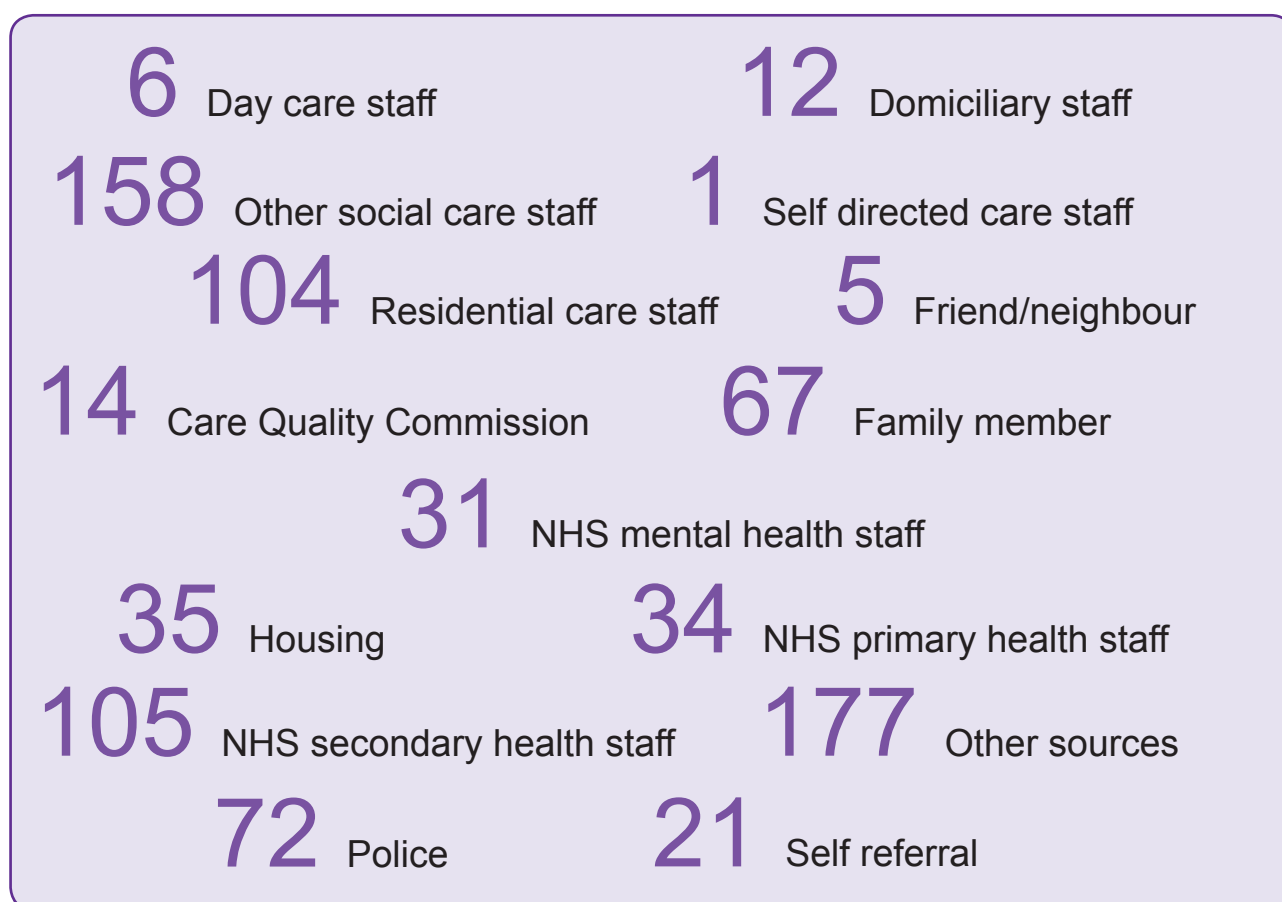 6 Day care staff 12 Domiciliary staff
158 Other social care staff 1 Self directed care staff
104 Residential care staff 5 Friend/neighbour
14 Care Quality Commission 67 Family member
31 NHS mental health staff
35 Housing 34 NHS primary health staff
105 NHS secondary health staff 177 Other sources
72 Police 21 Self referral